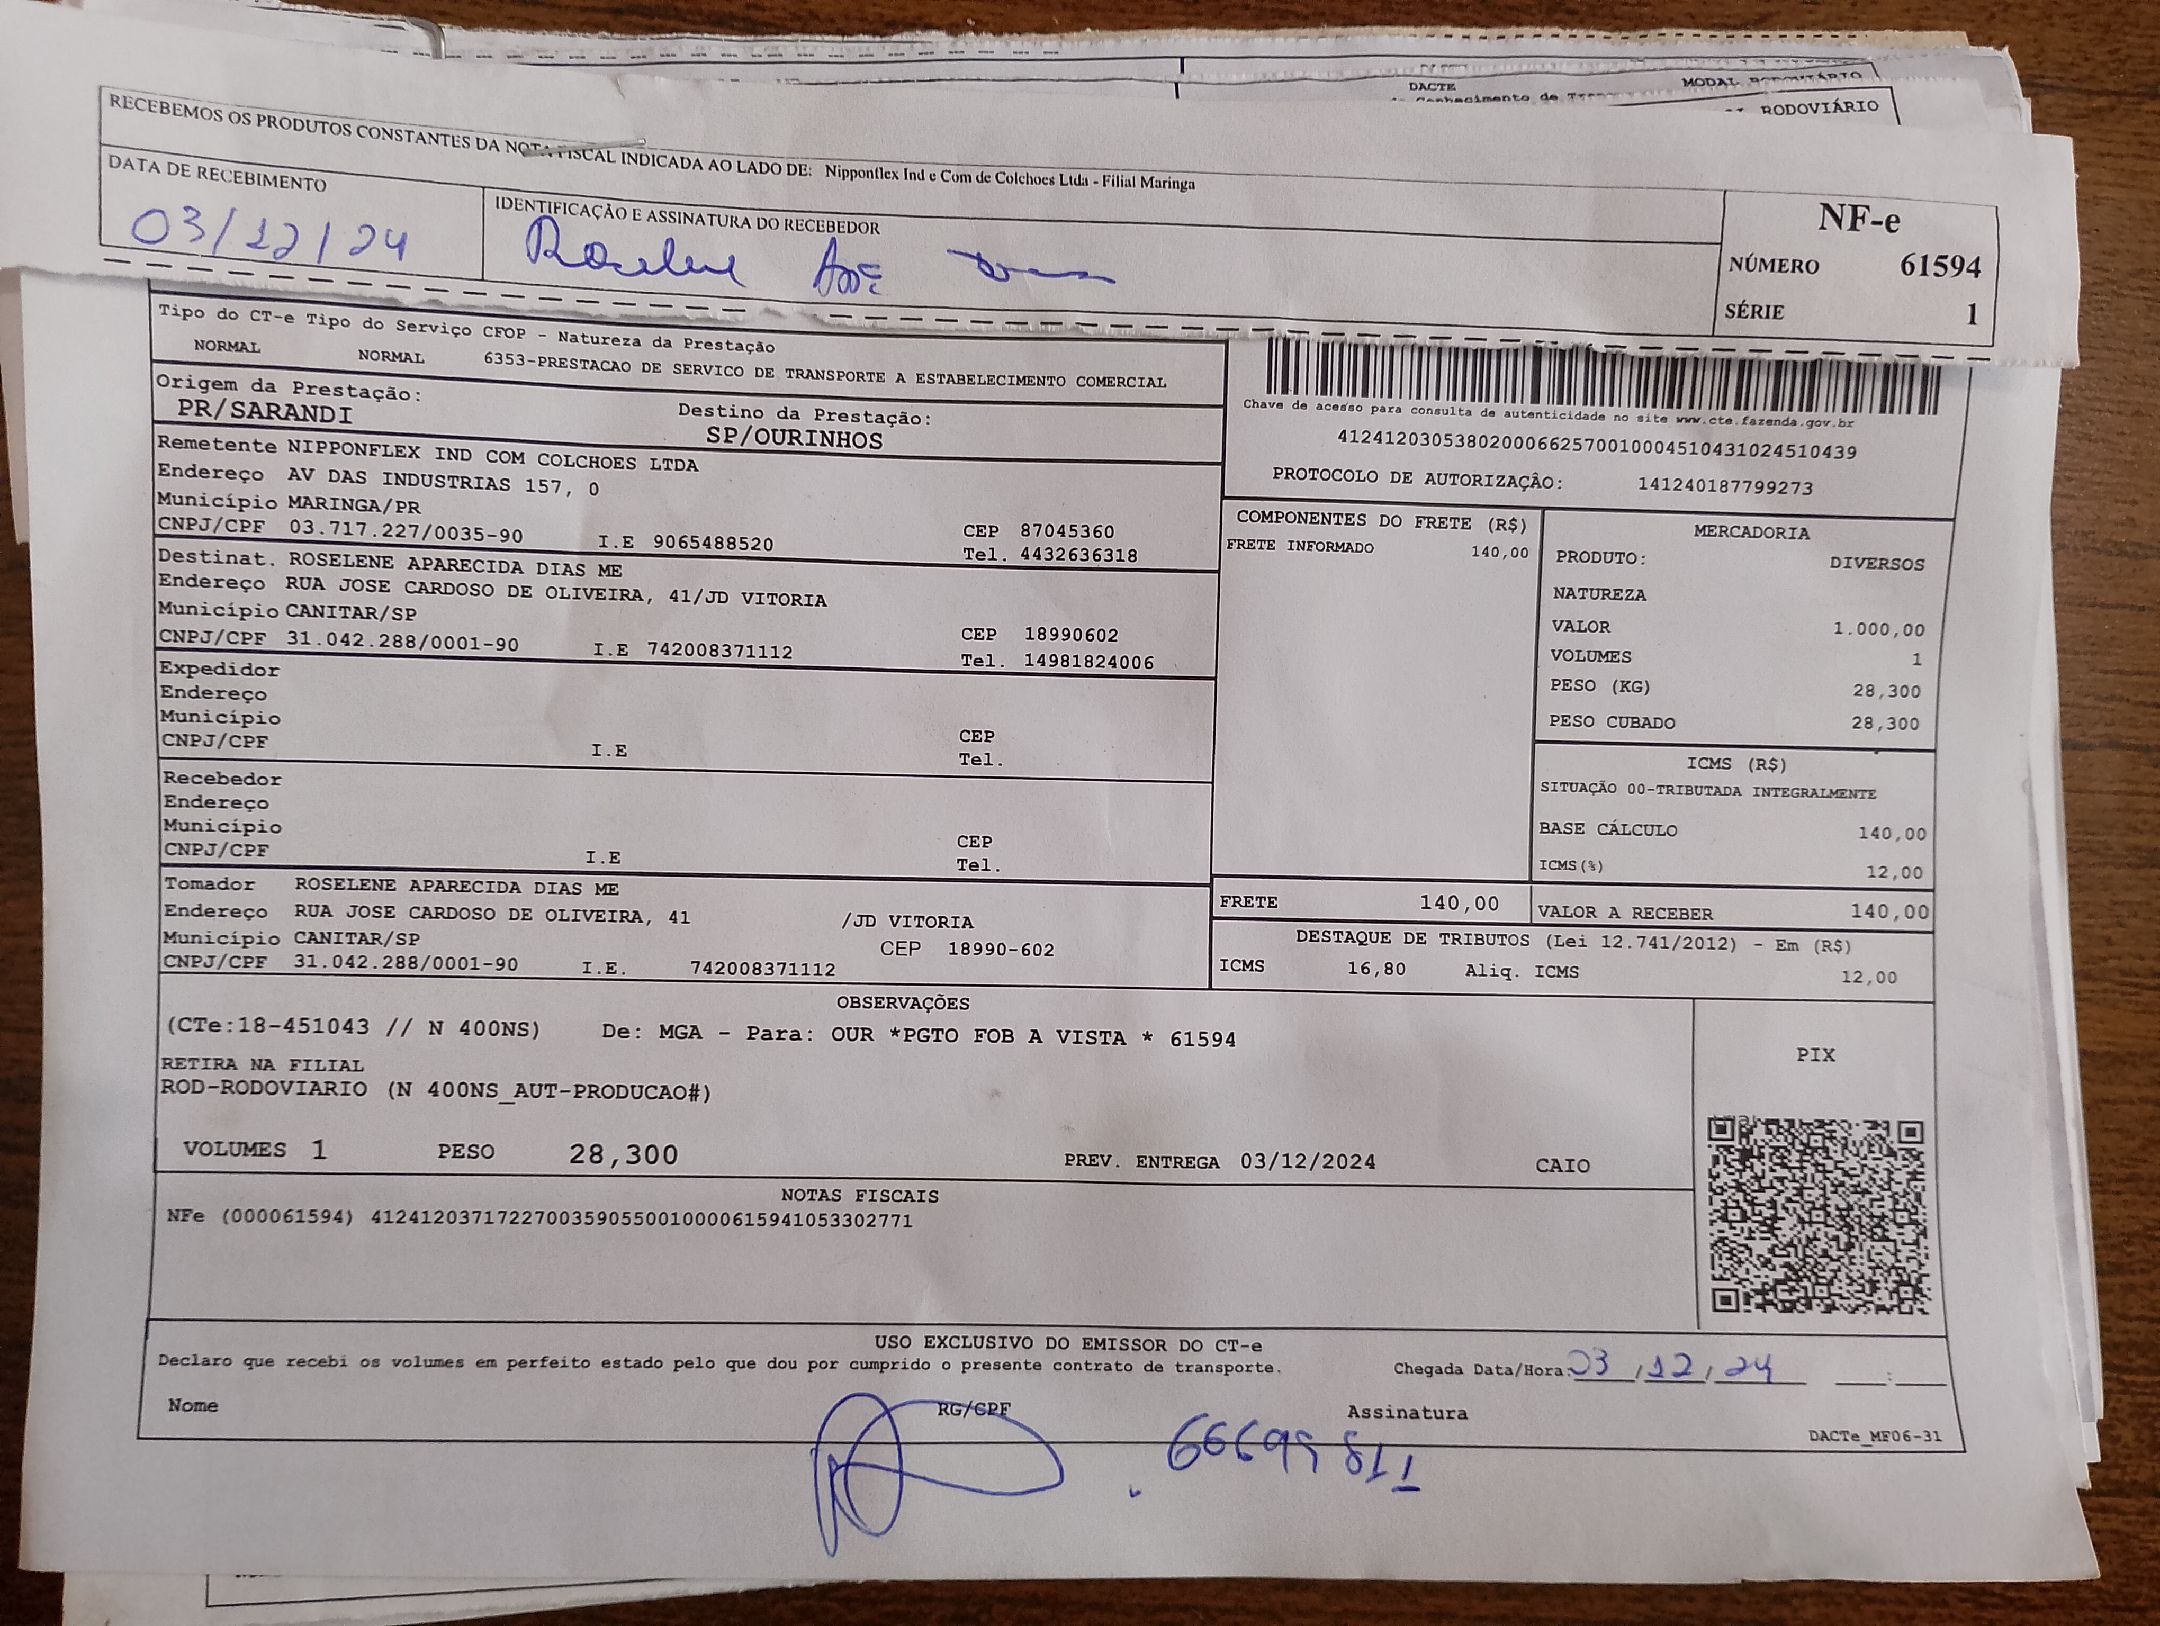 DACTE
MODAL RODOVIÁRIO
RODOVIÁRIO
RECEBEMOS OS PRODUTOS CONSTANTES DA NOTA FISCAL INDICADA AO LADO DE: Nipponflex Ind e Com de Colchoes Ltda - Filial Maringa
DATA DE RECEBIMENTO
03/12/24
IDENTIFICAÇÃO E ASSINATURA DO RECEBEDOR
NF-e
NÚMERO 61594
SÉRIE 1
Tipo do CT-e Tipo do Serviço CFOP - Natureza da Prestação
NORMAL NORMAL 6353-PRESTACAO DE SERVICO DE TRANSPORTE A ESTABELECIMENTO COMERCIAL
Origem da Prestação: Destino da Prestação:
PR/SARANDI SP/OURINHOS
Chave de acesso para consulta de autenticidade no site www.cte.fazenda.gov.br
41241203053802000662570010004510431024510439
PROTOCOLO DE AUTORIZAÇÃO: 141240187799273
Remetente NIPPONFLEX IND COM COLCHOES LTDA
Endereço AV DAS INDUSTRIAS 157, 0
Município MARINGA/PR CEP 87045360
CNPJ/CPF 03.717.227/0035-90 I.E 9065488520 Tel. 4432636318
Destinat. ROSELENE APARECIDA DIAS ME
Endereço RUA JOSE CARDOSO DE OLIVEIRA, 41/JD VITORIA
Município CANITAR/SP CEP 18990602
CNPJ/CPF 31.042.288/0001-90 I.E 742008371112 Tel. 14981824006
Expedidor
Endereço
Município CEP
CNPJ/CPF I.E Tel.
Recebedor
Endereço
Município CEP
CNPJ/CPF I.E Tel.
Tomador ROSELENE APARECIDA DIAS ME
Endereço RUA JOSE CARDOSO DE OLIVEIRA, 41 /JD VITORIA
Município CANITAR/SP CEP 18990-602
CNPJ/CPF 31.042.288/0001-90 I.E. 742008371112
COMPONENTES DO FRETE (R$)
FRETE INFORMADO 140,00
MERCADORIA
PRODUTO: DIVERSOS
NATUREZA
VALOR 1.000,00
VOLUMES 1
PESO (KG) 28,300
PESO CUBADO 28,300
ICMS (R$)
SITUAÇÃO 00-TRIBUTADA INTEGRALMENTE
BASE CÁLCULO 140,00
ICMS(%) 12,00
FRETE 140,00 VALOR A RECEBER 140,00
DESTAQUE DE TRIBUTOS (Lei 12.741/2012) - Em (R$)
ICMS 16,80 Aliq. ICMS 12,00
OBSERVAÇÕES
(CTe:18-451043 // N 400NS) De: MGA - Para: OUR *PGTO FOB A VISTA * 61594
RETIRA NA FILIAL
ROD-RODOVIARIO (N 400NS_AUT-PRODUCAO#)
PIX
VOLUMES 1 PESO 28,300 PREV. ENTREGA 03/12/2024 CAIO
NOTAS FISCAIS
NFe (000061594) 41241203717227003590550010000615941053302771
USO EXCLUSIVO DO EMISSOR DO CT-e
Declaro que recebi os volumes em perfeito estado pelo que dou por cumprido o presente contrato de transporte. Chegada Data/Hora: 03/12/24 __:__
Nome RG/CPF Assinatura
DACTe_MF06-31